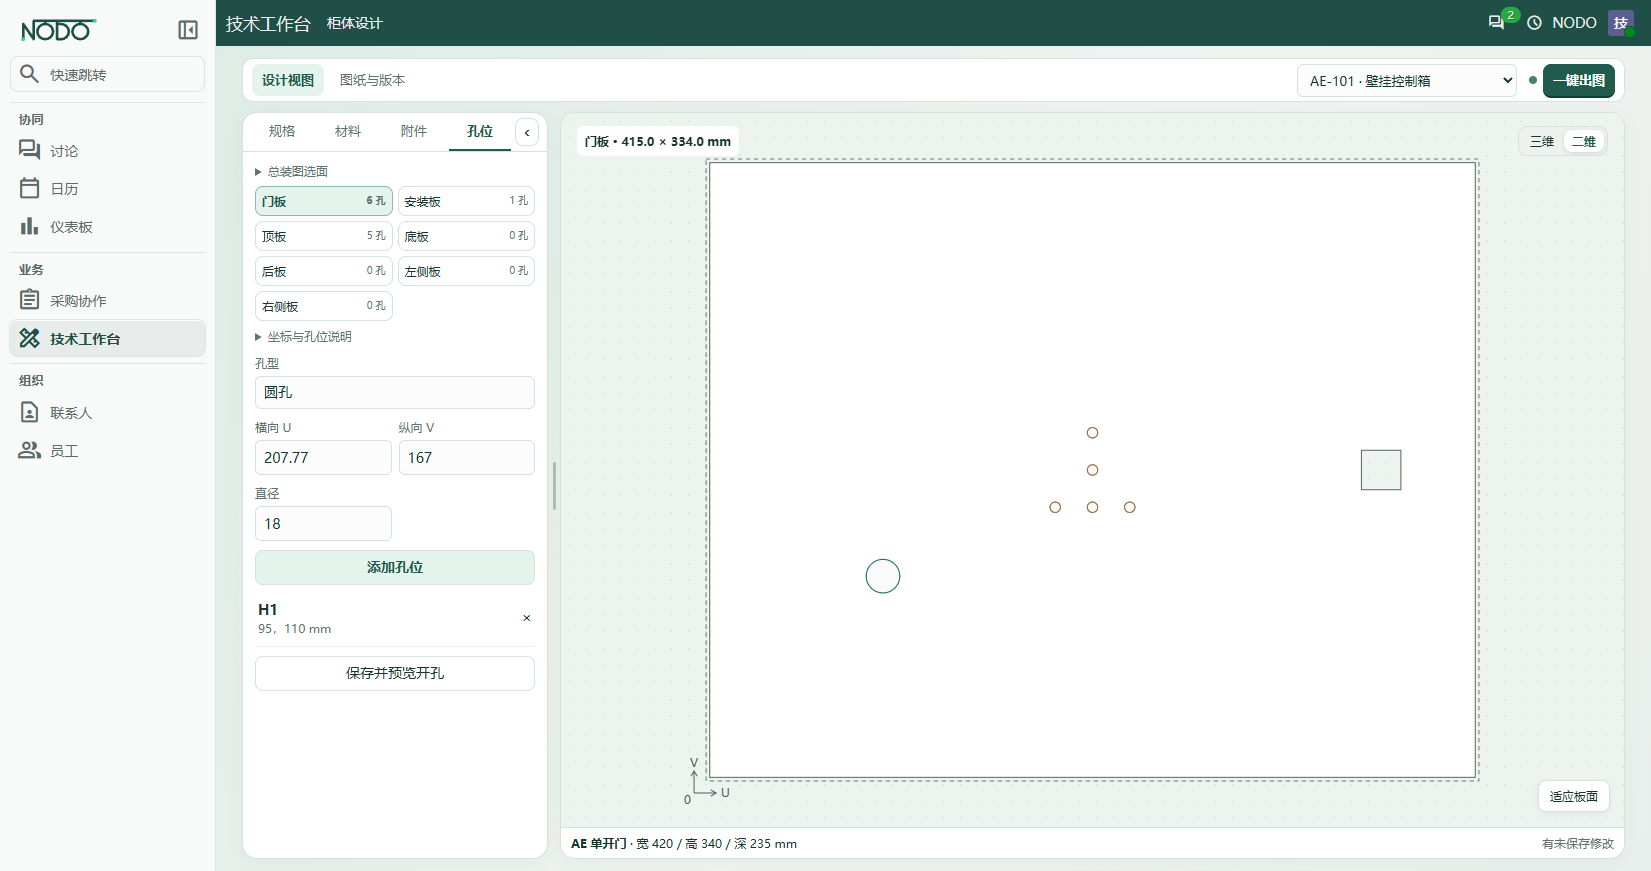 NODO
快速跳转
协同
讨论
日历
仪表板
业务
采购协作
技术工作台
组织
联系人
员工
技术工作台 柜体设计
2 NODO 技
设计视图 图纸与版本
AE-101 · 壁挂控制箱 一键出图
规格 材料 附件 孔位 ‹
总装图选面
门板 6 孔 安装板 1 孔
顶板 5 孔 底板 0 孔
后板 0 孔 左侧板 0 孔
右侧板 0 孔
坐标与孔位说明
孔型
圆孔
横向 U 纵向 V
207.77 167
直径
18
添加孔位
H1
95，110 mm ×
保存并预览开孔
门板 • 415.0 × 334.0 mm
三维 二维
V
0 U
适应板面
AE 单开门 · 宽 420 / 高 340 / 深 235 mm
有未保存修改